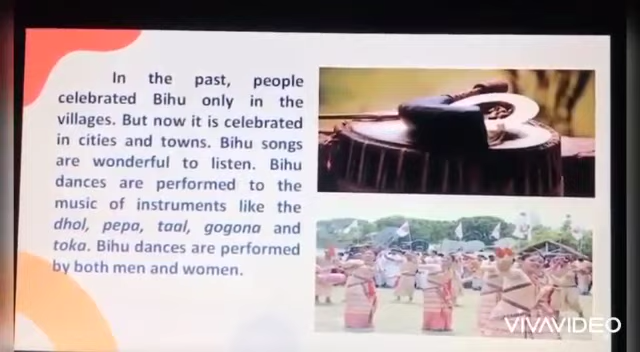 In the past, people
celebrated Bihu only in the
villages. But now it is celebrated
in cities and towns. Bihu songs
are wonderful to listen. Bihu
dances are performed to the
music of instruments like the
dhol, pepa, taal, gogona and
toka. Bihu dances are performed
by both men and women.
VIVAVIDEO